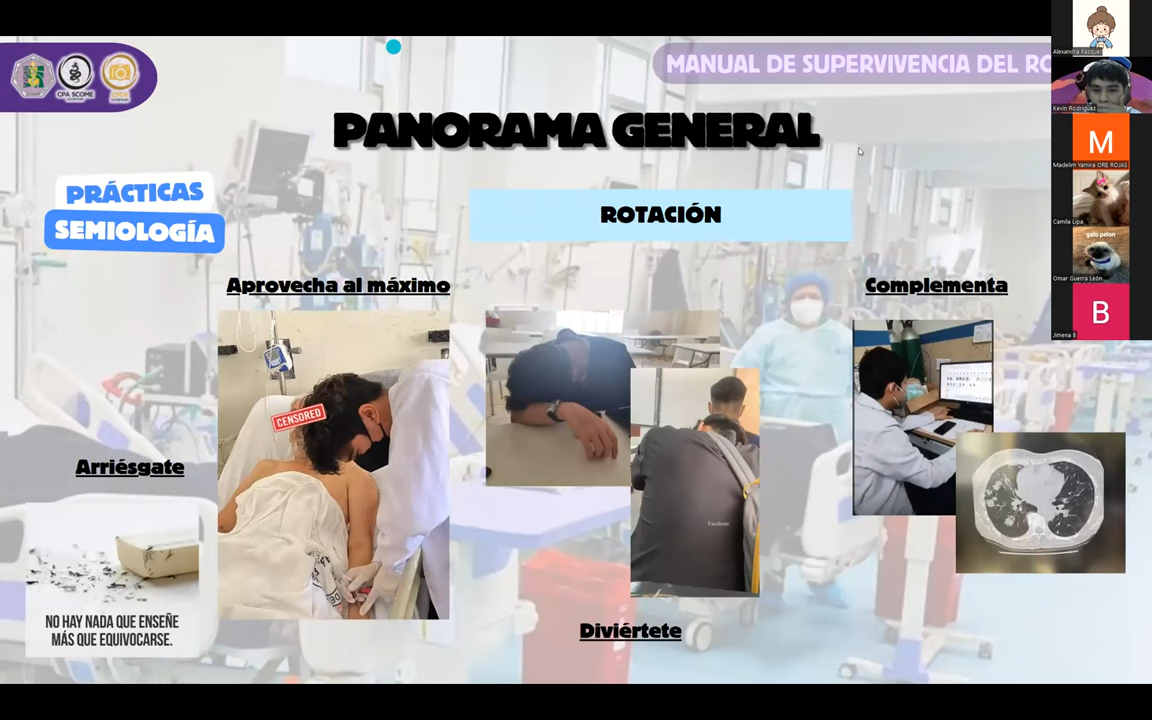 CPA SCOME
MANUAL DE SUPERVIVENCIA DEL RO
PANORAMA GENERAL
PRÁCTICAS
SEMIOLOGÍA
ROTACIÓN
Aprovecha al máximo
Complementa
CENSORED
Arriésgate
NO HAY NADA QUE ENSEÑE
MÁS QUE EQUIVOCARSE.
Diviértete
Alexandra Pasquel
Kevin Rodriguez
M
Madelim Yamira ORE ROJAS
Camila Lipa
gato pelon
Omar Guerra León
B
Jimena B